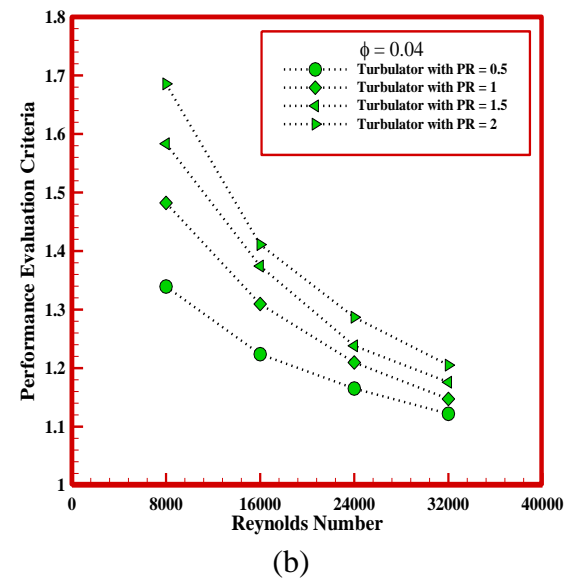 1.8
1.7
1.6
1.5
1.4
1.3
1.2
1.1
1
Performance Evaluation Criteria
ϕ = 0.04
Turbulator with PR = 0.5
Turbulator with PR = 1
Turbulator with PR = 1.5
Turbulator with PR = 2
0 8000 16000 24000 32000 40000
Reynolds Number
(b)